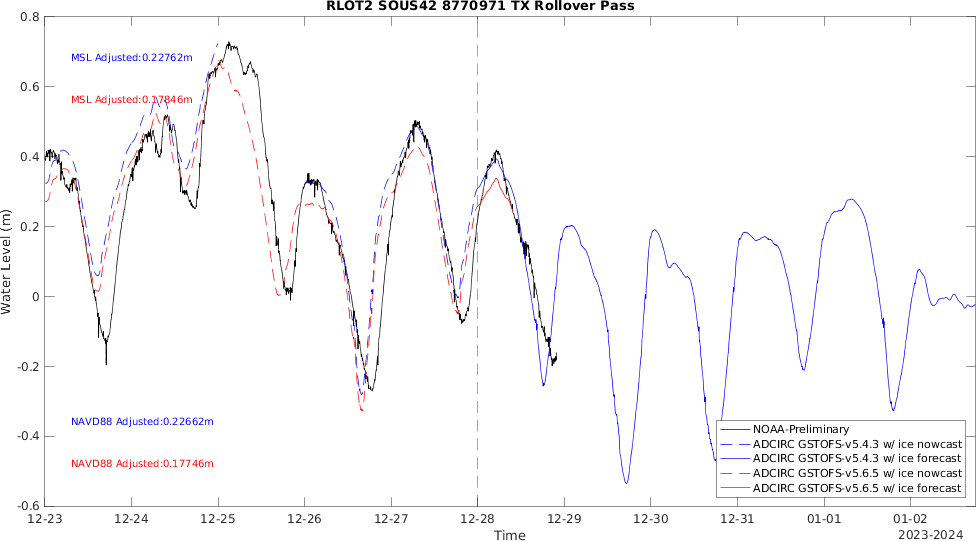 RLOT2 SOUS42 8770971 TX Rollover Pass
0.8
0.6
0.4
0.2
0
-0.2
-0.4
-0.6
Water Level (m)
MSL Adjusted:0.22762m
MSL Adjusted:0.17846m
NAVD88 Adjusted:0.22662m
NAVD88 Adjusted:0.17746m
NOAA-Preliminary
ADCIRC GSTOFS-v5.4.3 w/ ice nowcast
ADCIRC GSTOFS-v5.4.3 w/ ice forecast
ADCIRC GSTOFS-v5.6.5 w/ ice nowcast
ADCIRC GSTOFS-v5.6.5 w/ ice forecast
12-23 12-24 12-25 12-26 12-27 12-28 12-29 12-30 12-31 01-01 01-02
Time
2023-2024